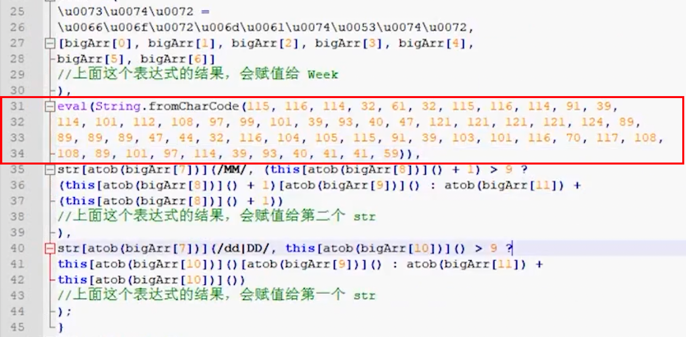 25 \u0073\u0074\u0072 =
26 \u0066\u006f\u0072\u006d\u0061\u0074\u0053\u0074\u0072,
27 [bigArr[0], bigArr[1], bigArr[2], bigArr[3], bigArr[4],
28 bigArr[5], bigArr[6]]
29 //上面这个表达式的结果，会赋值给 Week
30 ),
31 eval(String.fromCharCode(115, 116, 114, 32, 61, 32, 115, 116, 114, 91, 39,
32 114, 101, 112, 108, 97, 99, 101, 39, 93, 40, 47, 121, 121, 121, 121, 124, 89,
33 89, 89, 89, 47, 44, 32, 116, 104, 105, 115, 91, 39, 103, 101, 116, 70, 117, 108,
34 108, 89, 101, 97, 114, 39, 93, 40, 41, 41, 59)),
35 str[atob(bigArr[7])](/MM/, (this[atob(bigArr[8])]() + 1) > 9 ?
36 (this[atob(bigArr[8])]() + 1)[atob(bigArr[9])]() : atob(bigArr[11]) +
37 (this[atob(bigArr[8])]() + 1))
38 //上面这个表达式的结果，会赋值给第二个 str
39 ),
40 str[atob(bigArr[7])](/dd|DD/, this[atob(bigArr[10])]() > 9 ?
41 this[atob(bigArr[10])]()[atob(bigArr[9])]() : atob(bigArr[11]) +
42 this[atob(bigArr[10])]())
43 //上面这个表达式的结果，会赋值给第一个 str
44 );
45 }